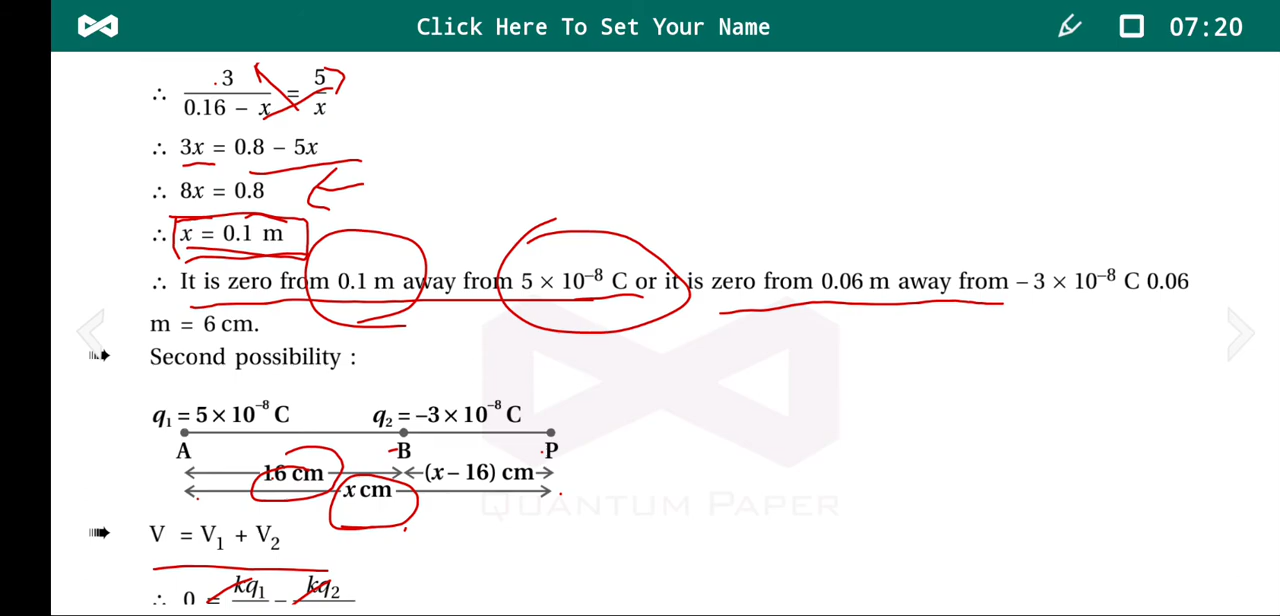 Click Here To Set Your Name
07:20
∴ 3 / (0.16 − x) = 5 / x
∴ 3x = 0.8 − 5x
∴ 8x = 0.8
∴ x = 0.1 m
∴ It is zero from 0.1 m away from 5 × 10⁻⁸ C or it is zero from 0.06 m away from − 3 × 10⁻⁸ C 0.06
m = 6 cm.
Second possibility :
q₁ = 5 × 10⁻⁸ C q₂ = −3 × 10⁻⁸ C
A B P
16 cm (x − 16) cm
x cm
QUANTUM PAPER
V = V₁ + V₂
∴ 0 = kq₁ − kq₂